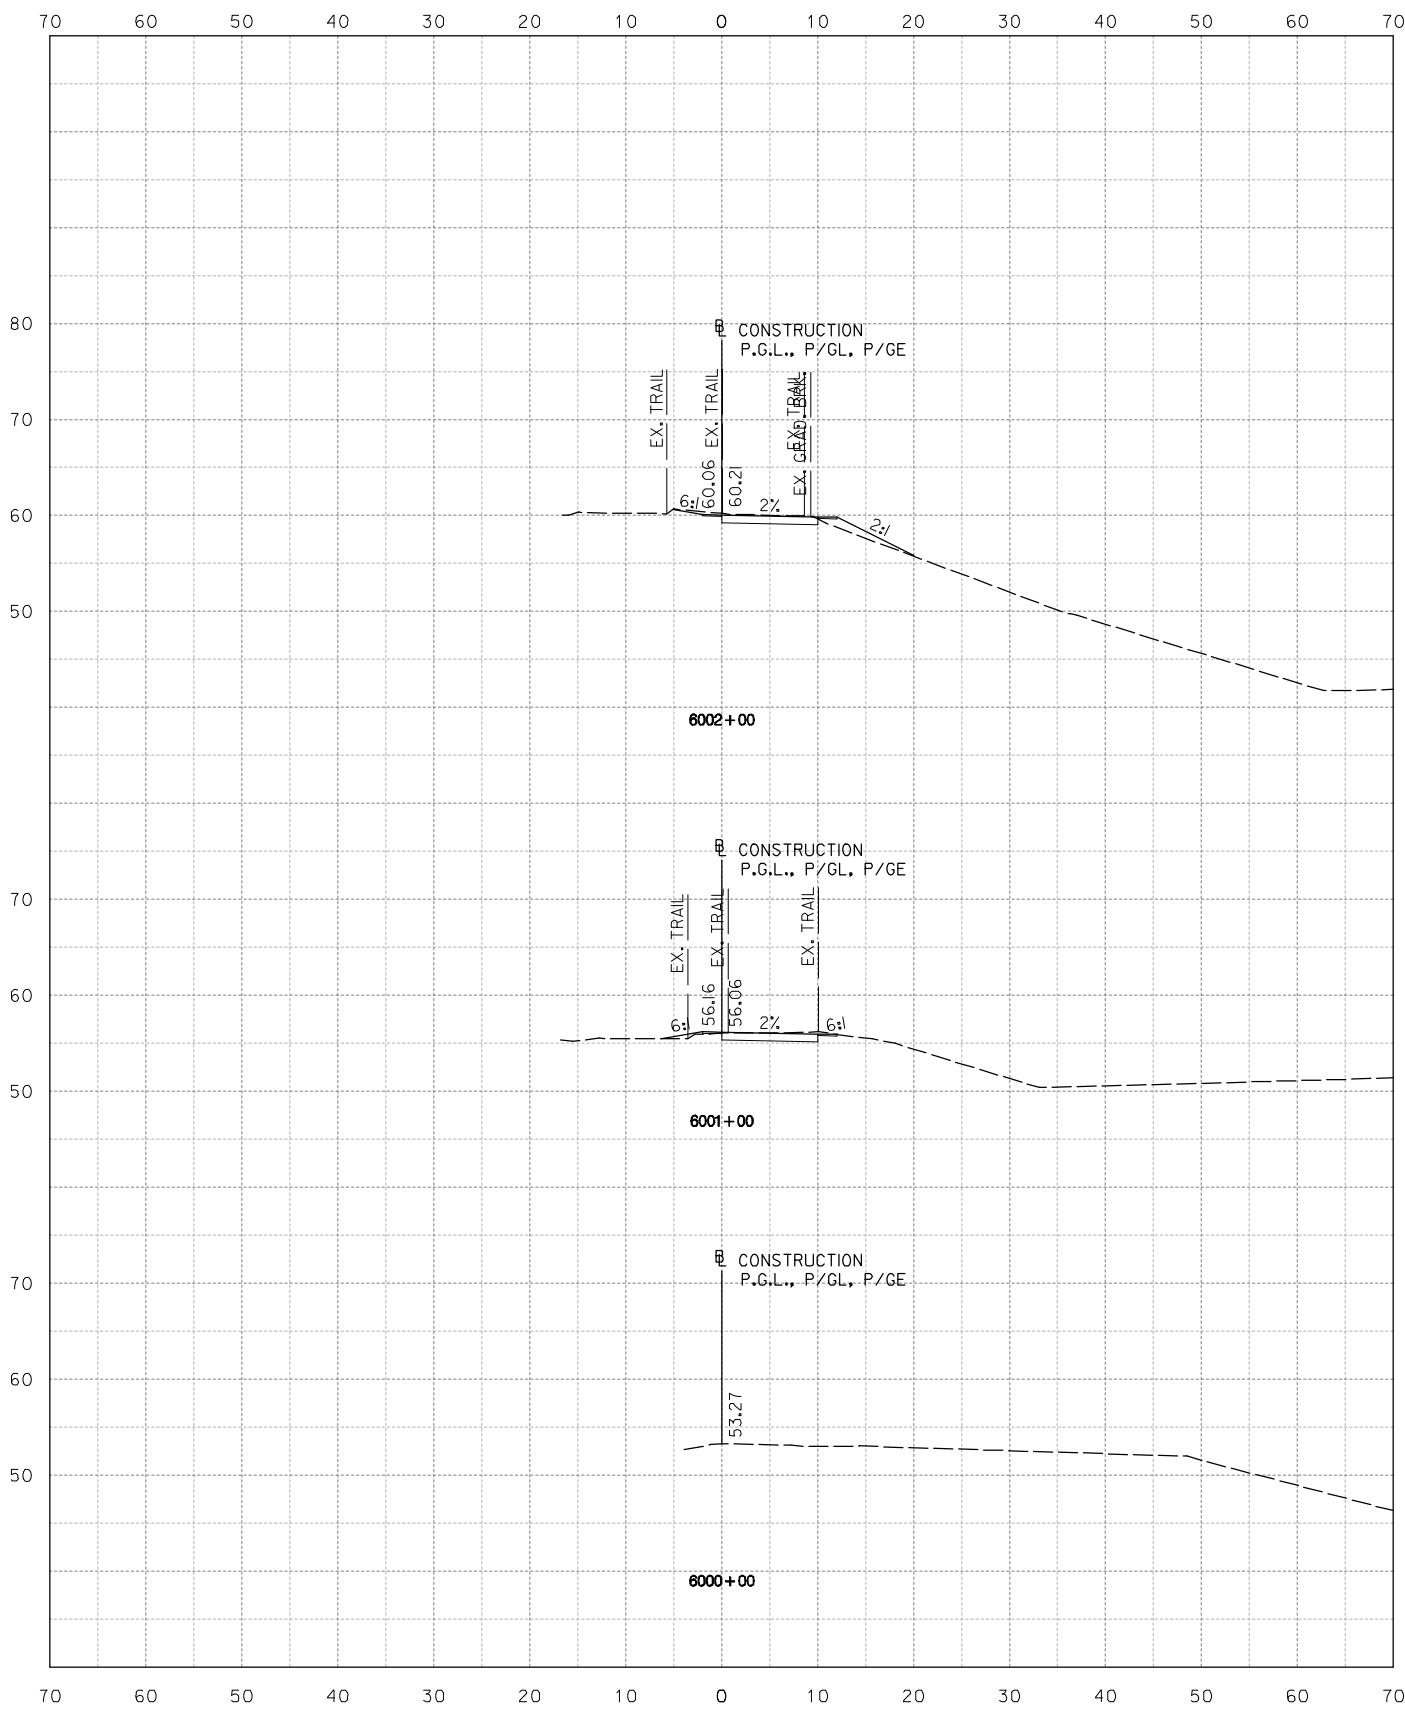 70 60 50 40 30 20 10 0 10 20 30 40 50 60 70
80
℄ CONSTRUCTION
P.G.L., P/GL, P/GE
EX. TRAIL
EX. TRAIL
EX. TRAIL
EX. GRAD. BRK.
70
60.06
60.21
6:1
2%
2:1
60
50
6002+00
℄ CONSTRUCTION
P.G.L., P/GL, P/GE
EX. TRAIL
EX. TRAIL
EX. TRAIL
70
60
56.16
56.06
6:1
2%
6:1
50
6001+00
℄ CONSTRUCTION
P.G.L., P/GL, P/GE
70
60
53.27
50
6000+00
70 60 50 40 30 20 10 0 10 20 30 40 50 60 70